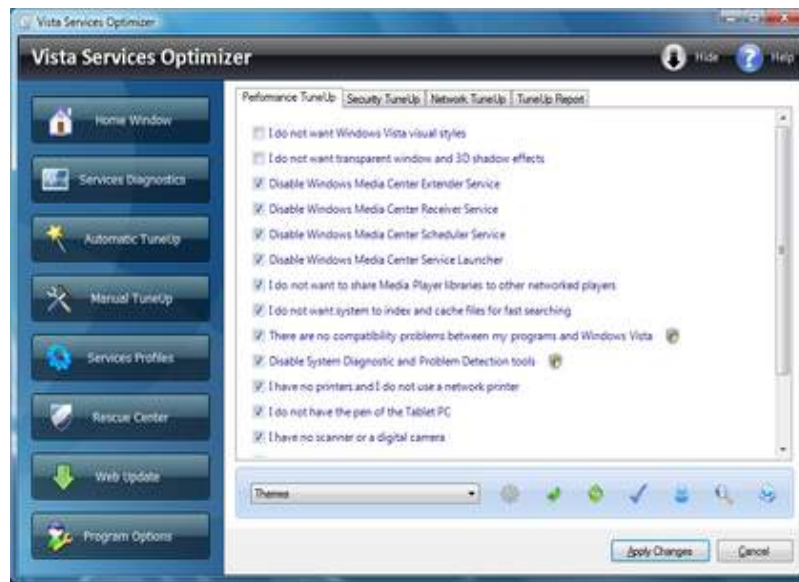 Vista Services Optimizer
Vista Services Optimizer
Hide
Help
Home Window
Services Diagnostics
Automatic TuneUp
Manual TuneUp
Services Profiles
Rescue Center
Web Update
Program Options
Performance TuneUp
Security TuneUp
Network TuneUp
TuneUp Report
I do not want Windows Vista visual styles
I do not want transparent window and 3D shadow effects
Disable Windows Media Center Extender Service
Disable Windows Media Center Receiver Service
Disable Windows Media Center Scheduler Service
Disable Windows Media Center Service Launcher
I do not want to share Media Player libraries to other networked players
I do not want system to index and cache files for fast searching
There are no compatibility problems between my programs and Windows Vista
Disable System Diagnostic and Problem Detection tools
I have no printers and I do not use a network printer
I do not have the pen of the Tablet PC
I have no scanner or a digital camera
Themes
Apply Changes
Cancel